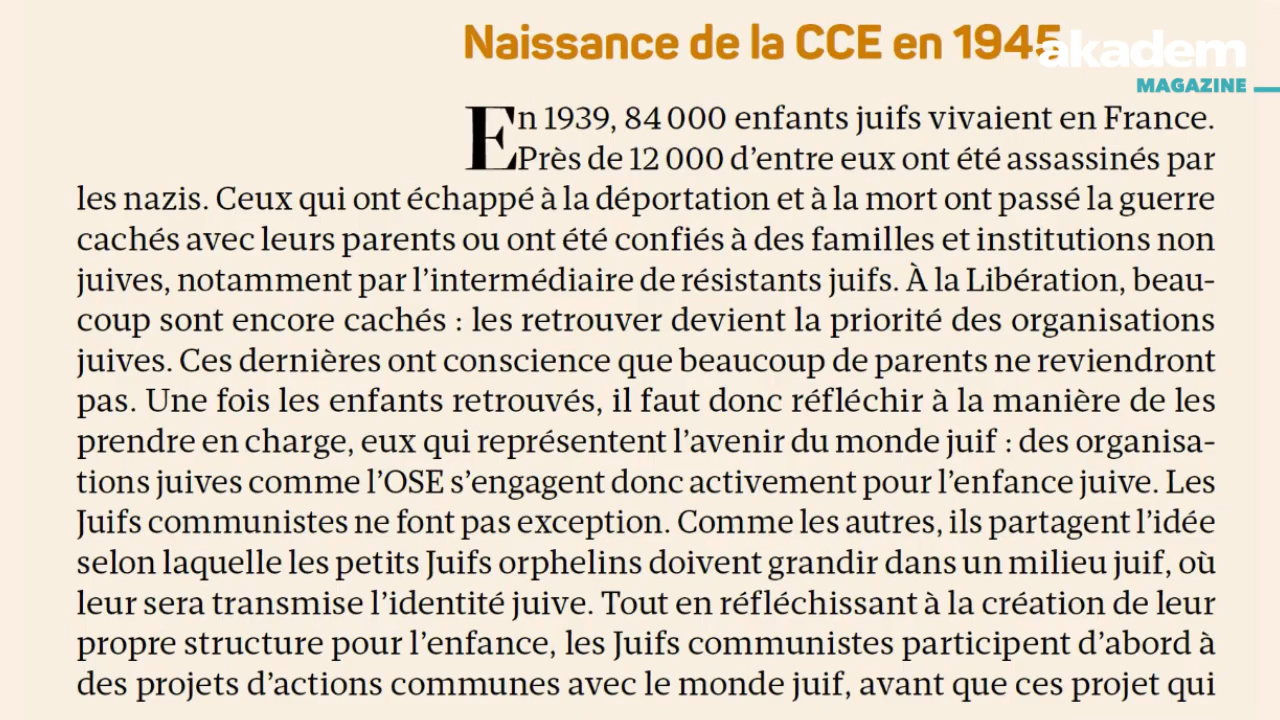 Naissance de la CCE en 1945
akadem
MAGAZINE
En 1939, 84 000 enfants juifs vivaient en France.
Près de 12 000 d'entre eux ont été assassinés par
les nazis. Ceux qui ont échappé à la déportation et à la mort ont passé la guerre
cachés avec leurs parents ou ont été confiés à des familles et institutions non
juives, notamment par l'intermédiaire de résistants juifs. À la Libération, beau-
coup sont encore cachés : les retrouver devient la priorité des organisations
juives. Ces dernières ont conscience que beaucoup de parents ne reviendront
pas. Une fois les enfants retrouvés, il faut donc réfléchir à la manière de les
prendre en charge, eux qui représentent l'avenir du monde juif : des organisa-
tions juives comme l'OSE s'engagent donc activement pour l'enfance juive. Les
Juifs communistes ne font pas exception. Comme les autres, ils partagent l'idée
selon laquelle les petits Juifs orphelins doivent grandir dans un milieu juif, où
leur sera transmise l'identité juive. Tout en réfléchissant à la création de leur
propre structure pour l'enfance, les Juifs communistes participent d'abord à
des projets d'actions communes avec le monde juif, avant que ces projet qui